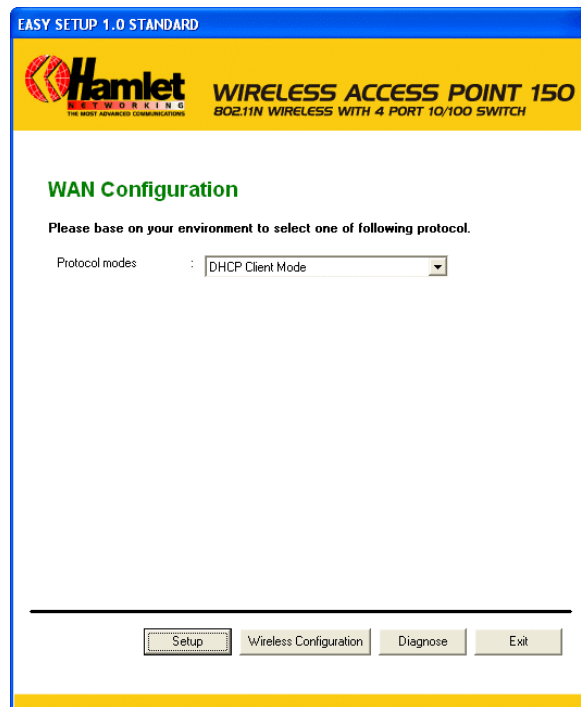 EASY SETUP 1.0 STANDARD
Hamlet
NETWORKING
THE MOST ADVANCED COMMUNICATIONS
WIRELESS ACCESS POINT 150
802.11N WIRELESS WITH 4 PORT 10/100 SWITCH
WAN Configuration
Please base on your environment to select one of following protocol.
Protocol modes : DHCP Client Mode
Setup Wireless Configuration Diagnose Exit